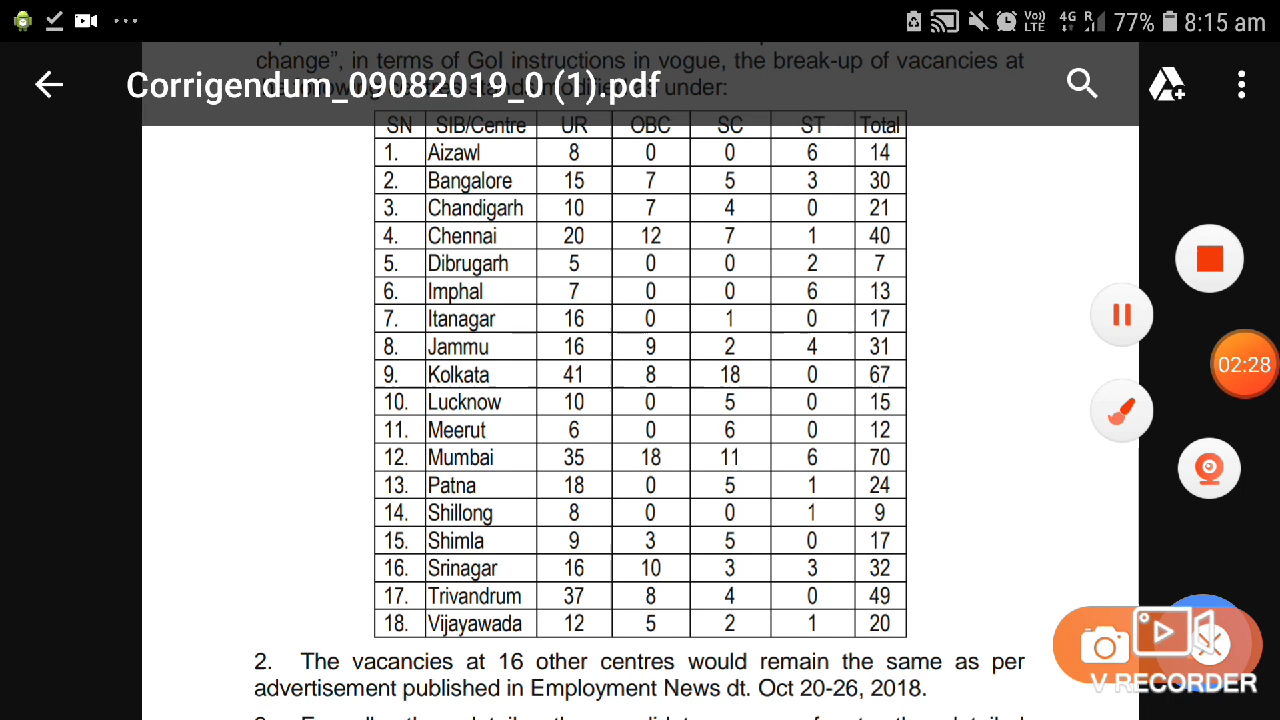 Vo)) LTE 4G R 77% 8:15 am
change”, in terms of GoI instructions in vogue, the break-up of vacancies at
Corrigendum_09082019_0 (1).pdf
under:
SN SIB/Centre UR OBC SC ST Total
1. Aizawl 8 0 0 6 14
2. Bangalore 15 7 5 3 30
3. Chandigarh 10 7 4 0 21
4. Chennai 20 12 7 1 40
5. Dibrugarh 5 0 0 2 7
6. Imphal 7 0 0 6 13
7. Itanagar 16 0 1 0 17
8. Jammu 16 9 2 4 31
9. Kolkata 41 8 18 0 67
10. Lucknow 10 0 5 0 15
11. Meerut 6 0 6 0 12
12. Mumbai 35 18 11 6 70
13. Patna 18 0 5 1 24
14. Shillong 8 0 0 1 9
15. Shimla 9 3 5 0 17
16. Srinagar 16 10 3 3 32
17. Trivandrum 37 8 4 0 49
18. Vijayawada 12 5 2 1 20
2. The vacancies at 16 other centres would remain the same as per
advertisement published in Employment News dt. Oct 20-26, 2018.
02:28
V RECORDER